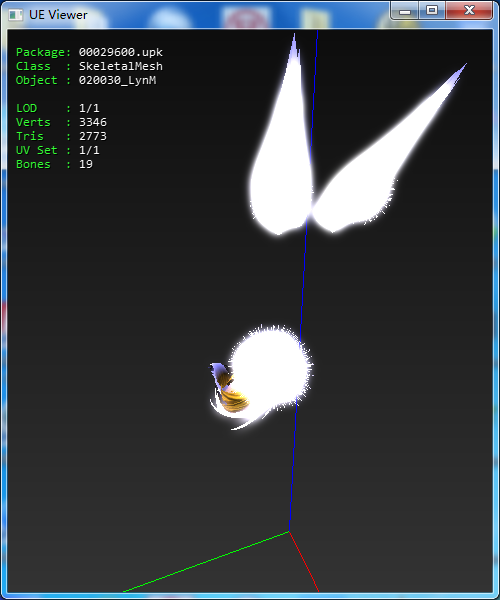 UE Viewer
Package: 00029600.upk
Class  : SkeletalMesh
Object : 020030_LynM
LOD    : 1/1
Verts  : 3346
Tris   : 2773
UV Set : 1/1
Bones  : 19